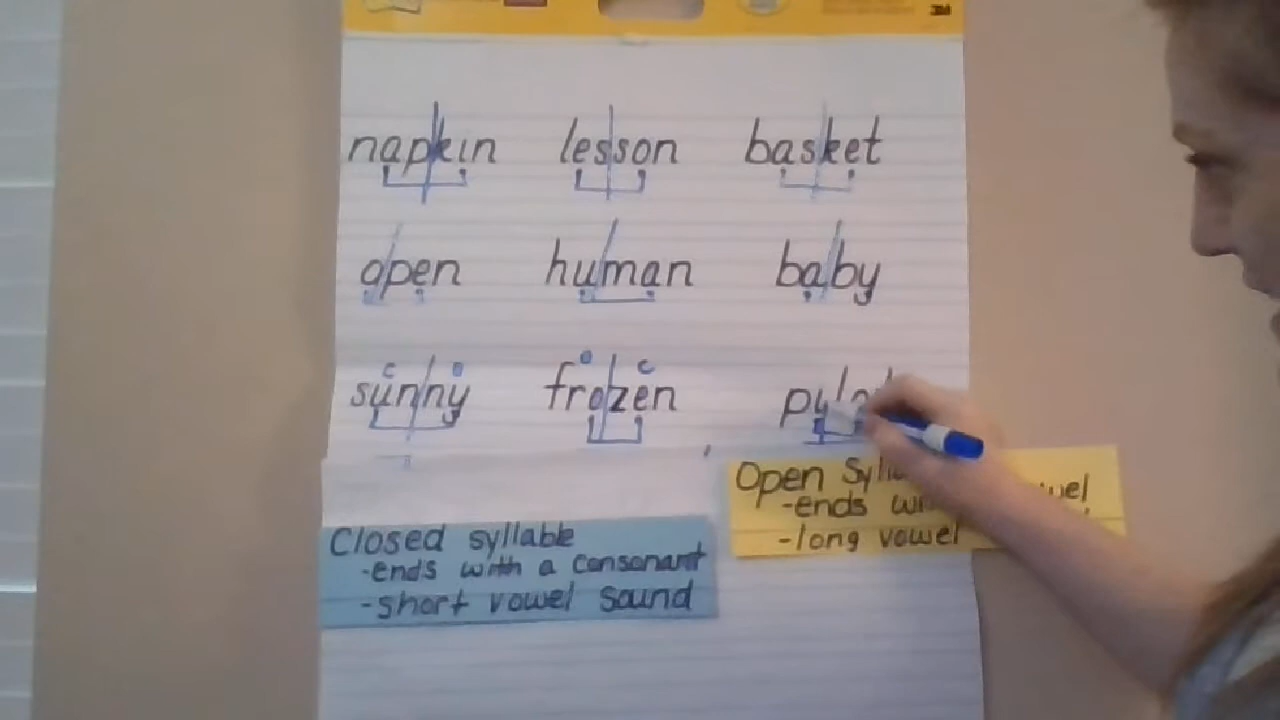 3M
napkin lesson basket
open human baby
c o o c
sunny frozen
Open
-ends
-long vowel
Closed syllable
-ends with a consonant
-short vowel sound